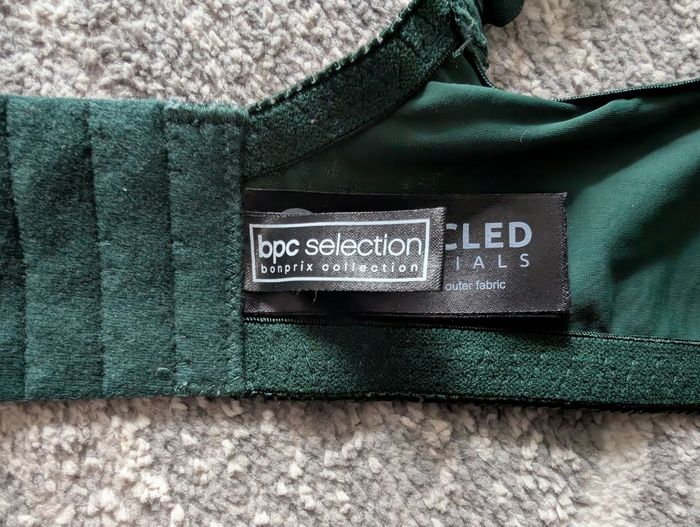 bpc selection
bonprix collection
CLED
IALS
outer fabric